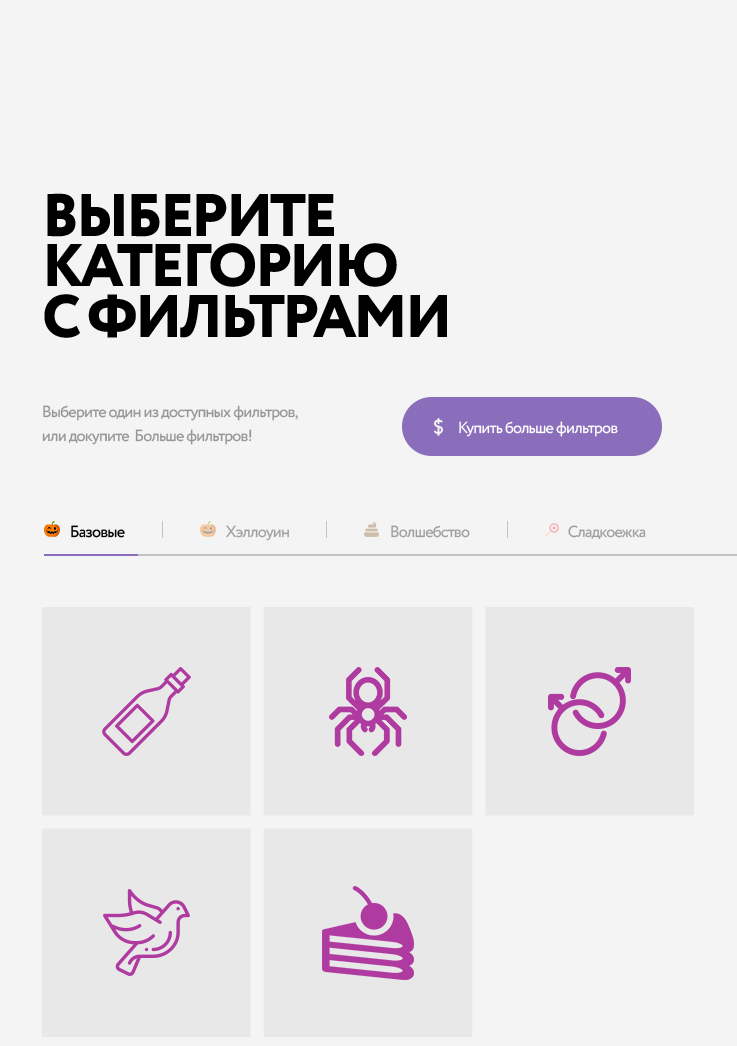 ВЫБЕРИТЕ
КАТЕГОРИЮ
С ФИЛЬТРАМИ
Выберите один из доступных фильтров,
или докупите Больше фильтров!
$ Купить больше фильтров
Базовые
Хэллоуин
Волшебство
Сладкоежка